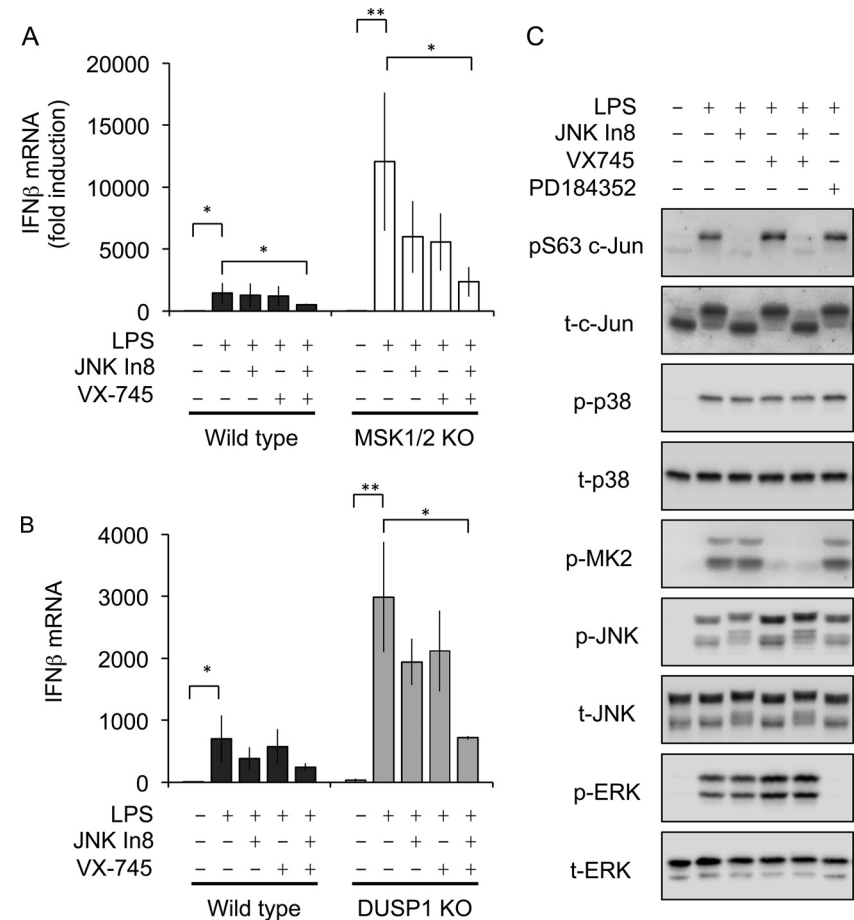 A
**
*
20000
15000
10000
5000
0
IFNβ mRNA
(fold induction)
*
*
LPS – + + + + – + + + +
JNK In8 – – + – + – – + – +
VX-745 – – – + + – – – + +
Wild type MSK1/2 KO
B
**
*
4000
3000
2000
1000
0
IFNβ mRNA
*
LPS – + + + + – + + + +
JNK In8 – – + – + – – + – +
VX-745 – – – + + – – – + +
Wild type DUSP1 KO
C
LPS – + + + + +
JNK In8 – – + – + –
VX745 – – – + + –
PD184352 – – – – – +
pS63 c-Jun
t-c-Jun
p-p38
t-p38
p-MK2
p-JNK
t-JNK
p-ERK
t-ERK